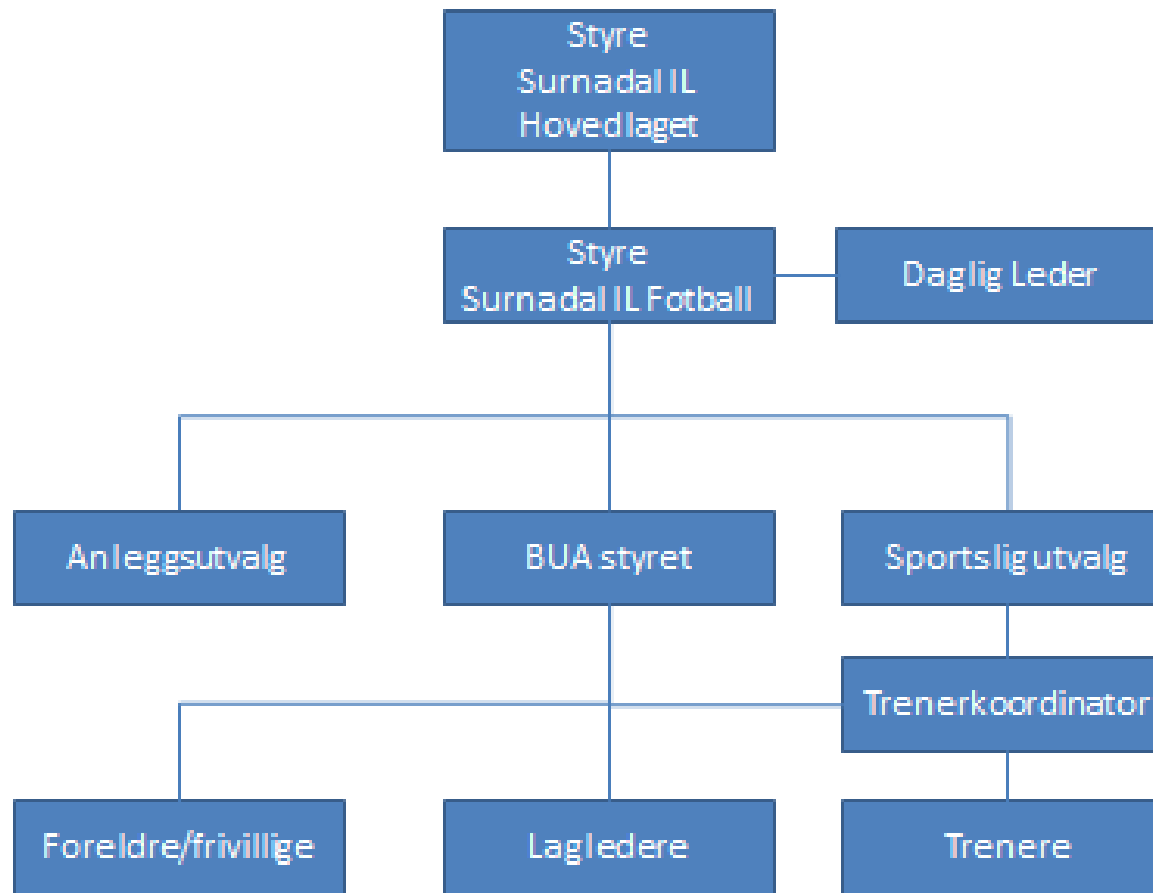 Styre
Surnadal IL
Hovedlaget
Styre
Surnadal IL Fotball
Daglig Leder
Anleggsutvalg
BUA styret
Sportslig utvalg
Trenerkoordinator
Foreldre/frivillige
Lagledere
Trenere